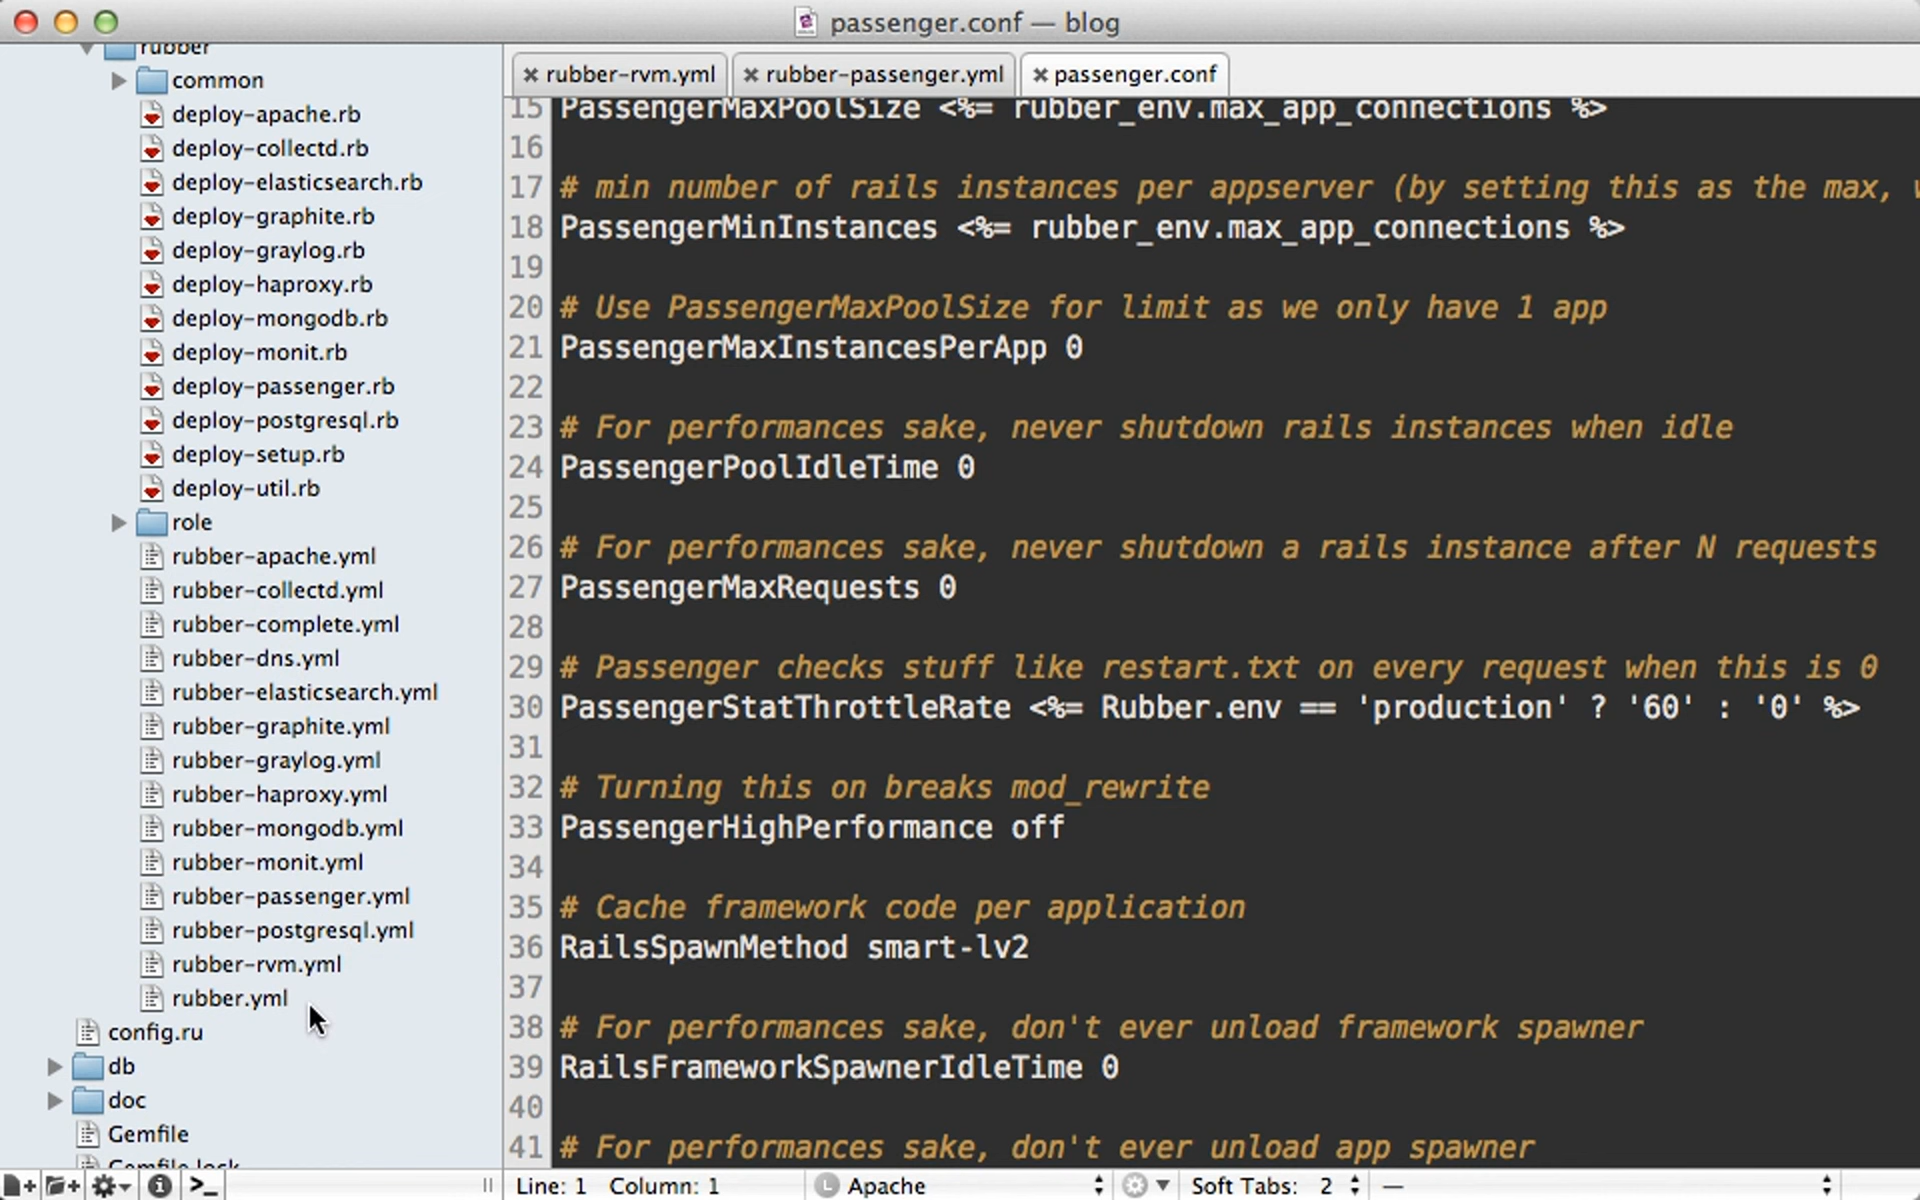 passenger.conf — blog
rubber
common
deploy-apache.rb
deploy-collectd.rb
deploy-elasticsearch.rb
deploy-graphite.rb
deploy-graylog.rb
deploy-haproxy.rb
deploy-mongodb.rb
deploy-monit.rb
deploy-passenger.rb
deploy-postgresql.rb
deploy-setup.rb
deploy-util.rb
role
rubber-apache.yml
rubber-collectd.yml
rubber-complete.yml
rubber-dns.yml
rubber-elasticsearch.yml
rubber-graphite.yml
rubber-graylog.yml
rubber-haproxy.yml
rubber-mongodb.yml
rubber-monit.yml
rubber-passenger.yml
rubber-postgresql.yml
rubber-rvm.yml
rubber.yml
config.ru
db
doc
Gemfile
Gemfile.lock
rubber-rvm.yml rubber-passenger.yml passenger.conf
15 PassengerMaxPoolSize <%= rubber_env.max_app_connections %>
16
17 # min number of rails instances per appserver (by setting this as the max,
18 PassengerMinInstances <%= rubber_env.max_app_connections %>
19
20 # Use PassengerMaxPoolSize for limit as we only have 1 app
21 PassengerMaxInstancesPerApp 0
22
23 # For performances sake, never shutdown rails instances when idle
24 PassengerPoolIdleTime 0
25
26 # For performances sake, never shutdown a rails instance after N requests
27 PassengerMaxRequests 0
28
29 # Passenger checks stuff like restart.txt on every request when this is 0
30 PassengerStatThrottleRate <%= Rubber.env == 'production' ? '60' : '0' %>
31
32 # Turning this on breaks mod_rewrite
33 PassengerHighPerformance off
34
35 # Cache framework code per application
36 RailsSpawnMethod smart-lv2
37
38 # For performances sake, don't ever unload framework spawner
39 RailsFrameworkSpawnerIdleTime 0
40
41 # For performances sake, don't ever unload app spawner
Line: 1 Column: 1 L Apache Soft Tabs: 2 —